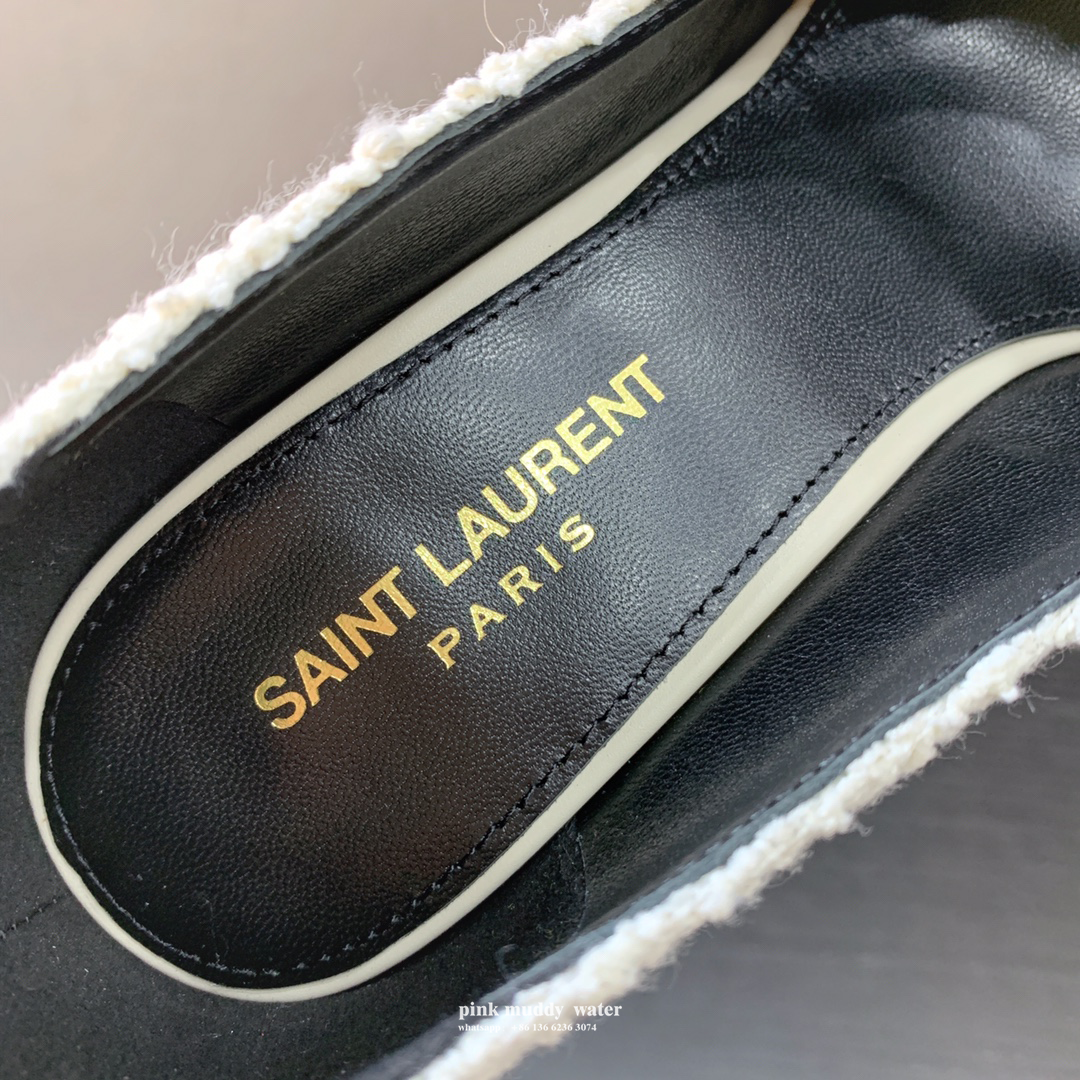 SAINT LAURENT
PARIS
pink muddy water
whatsapp: +86 136 6236 3074